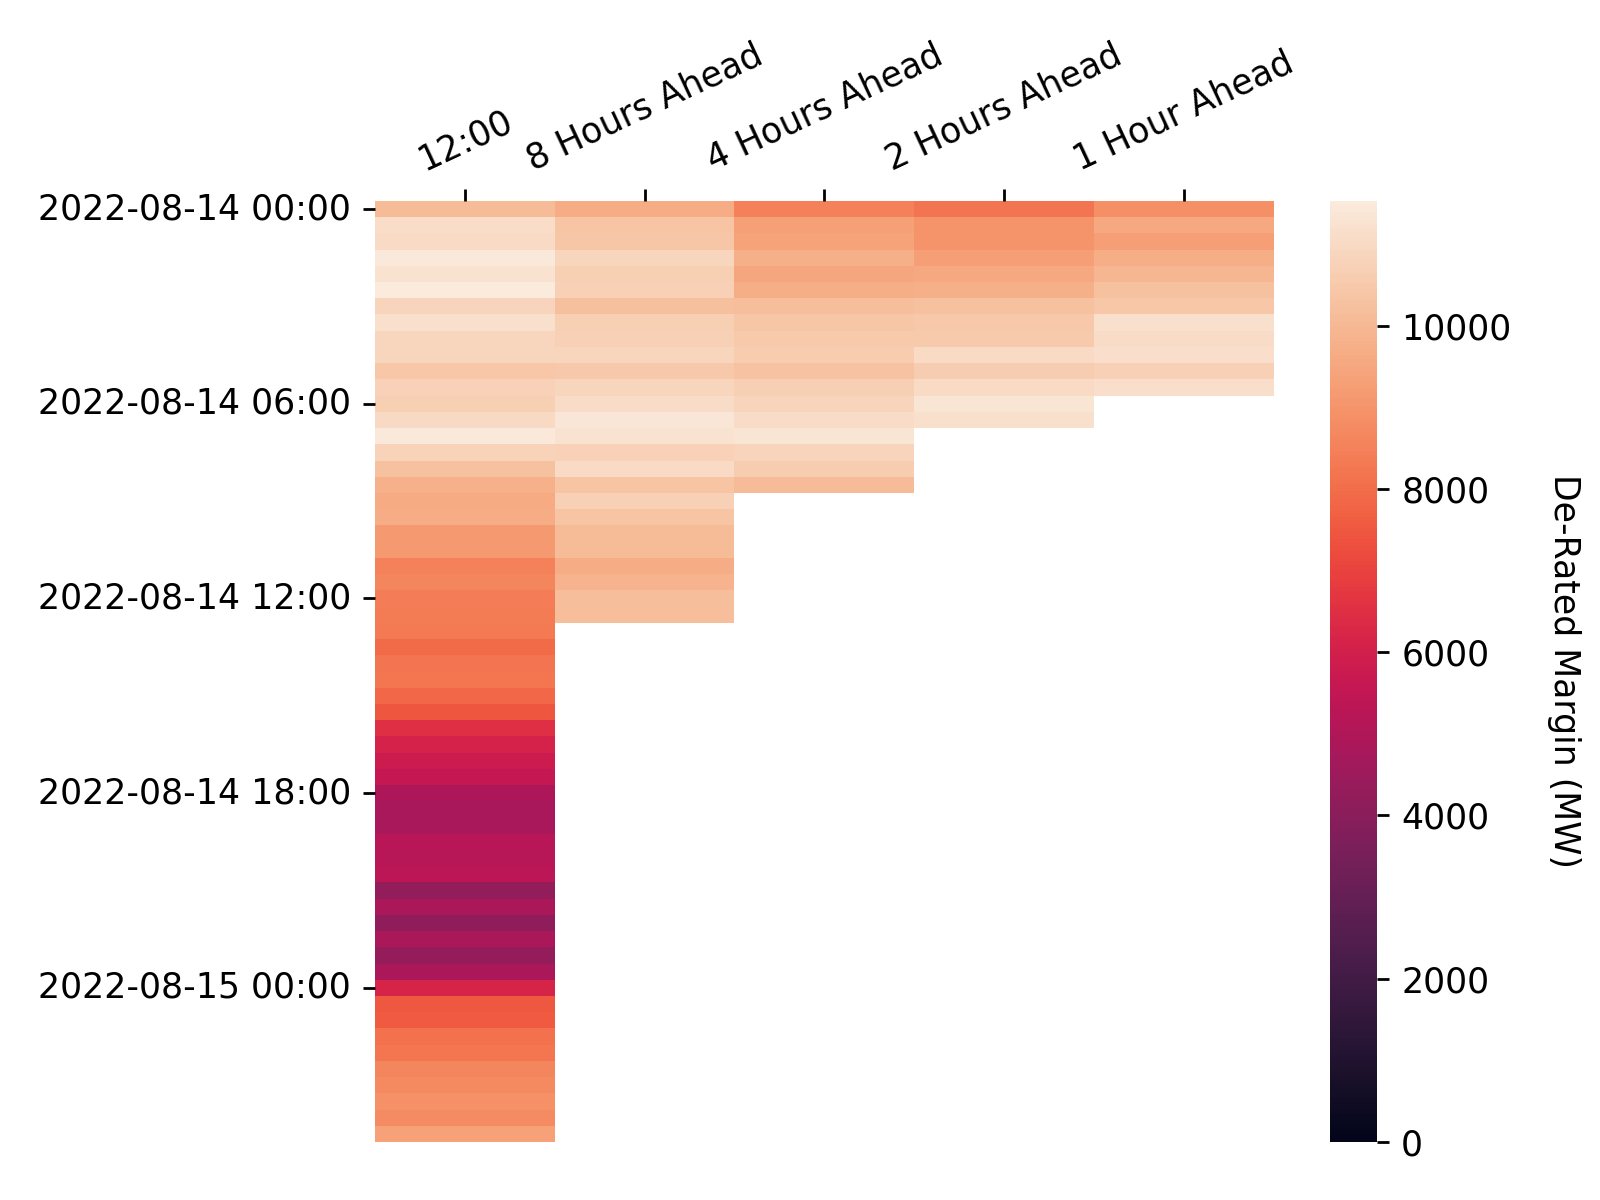 12:00
8 Hours Ahead
4 Hours Ahead
2 Hours Ahead
1 Hour Ahead
2022-08-14 00:00
2022-08-14 06:00
2022-08-14 12:00
2022-08-14 18:00
2022-08-15 00:00
10000
8000
6000
4000
2000
0
De-Rated Margin (MW)